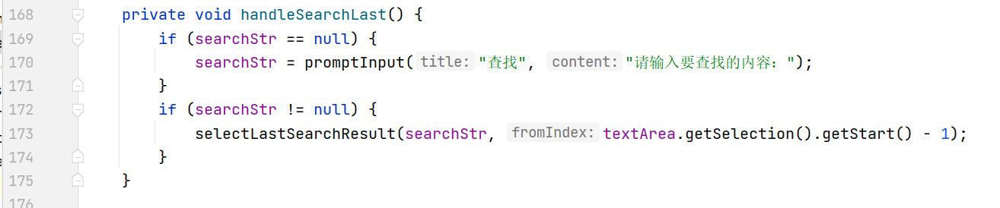 168 private void handleSearchLast() {
169 if (searchStr == null) {
170 searchStr = promptInput( title: "查找", content: "请输入要查找的内容：");
171 }
172 if (searchStr != null) {
173 selectLastSearchResult(searchStr, fromIndex: textArea.getSelection().getStart() - 1);
174 }
175 }
176